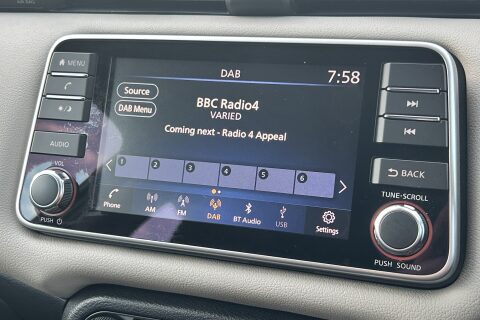 MENU
AUDIO
VOL
PUSH
DAB
7:58
Source
DAB Menu
BBC Radio4
VARIED
Coming next - Radio 4 Appeal
1 2 3 4 5 6
Phone
AM
FM
DAB
BT Audio
USB
Settings
BACK
TUNE·SCROLL
PUSH SOUND